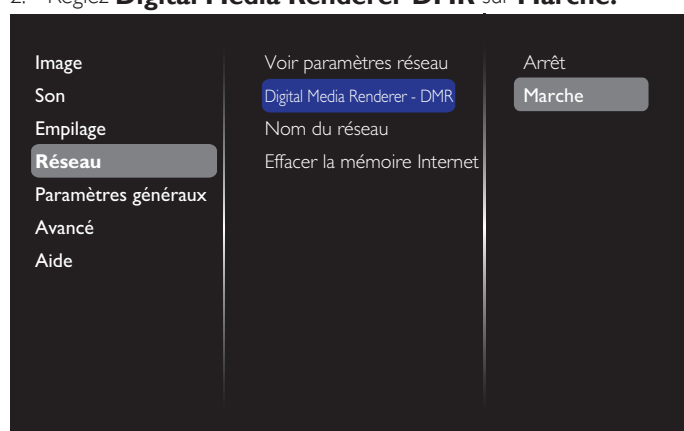 2. Réglez Digital Media Renderer DMR sur Marche.
Image
Son
Empilage
Réseau
Paramètres généraux
Avancé
Aide
Voir paramètres réseau
Digital Media Renderer - DMR
Nom du réseau
Effacer la mémoire Internet
Arrêt
Marche